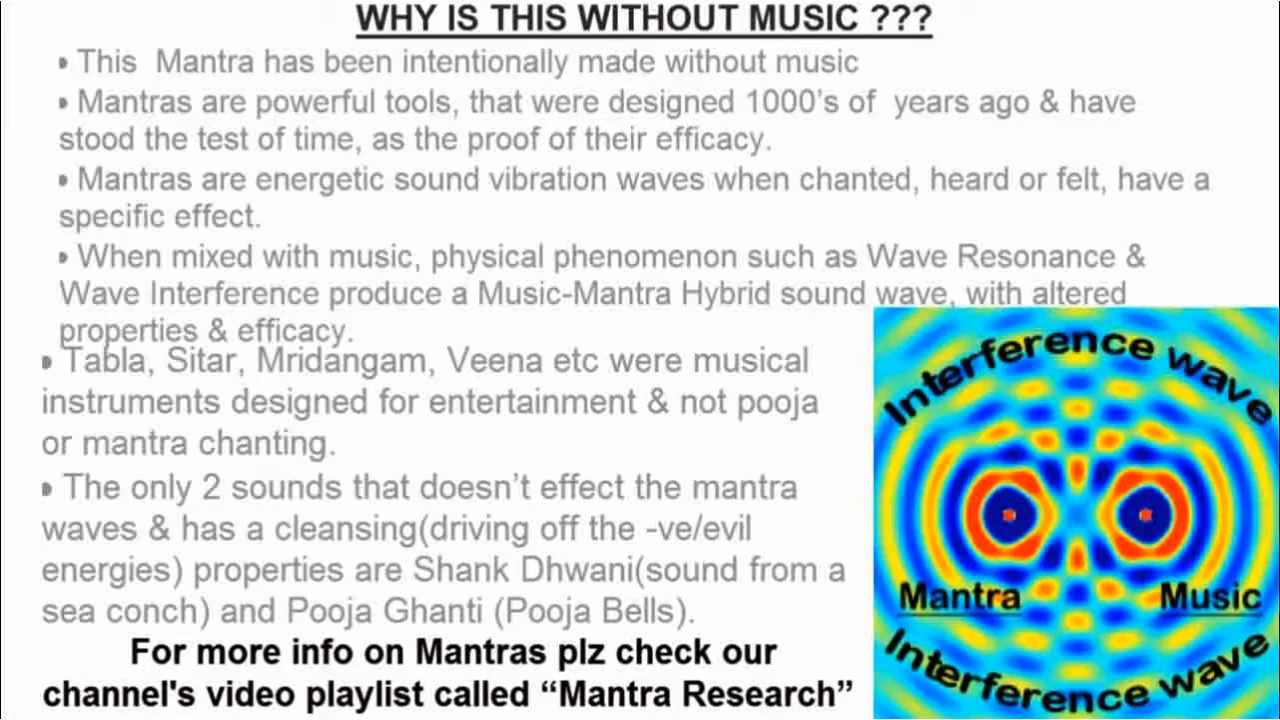 WHY IS THIS WITHOUT MUSIC ???
• This Mantra has been intentionally made without music
• Mantras are powerful tools, that were designed 1000’s of years ago & have
stood the test of time, as the proof of their efficacy.
• Mantras are energetic sound vibration waves when chanted, heard or felt, have a
specific effect.
• When mixed with music, physical phenomenon such as Wave Resonance &
Wave Interference produce a Music-Mantra Hybrid sound wave, with altered
properties & efficacy.
• Tabla, Sitar, Mridangam, Veena etc were musical
instruments designed for entertainment & not pooja
or mantra chanting.
• The only 2 sounds that doesn’t effect the mantra
waves & has a cleansing(driving off the -ve/evil
energies) properties are Shank Dhwani(sound from a
sea conch) and Pooja Ghanti (Pooja Bells).
For more info on Mantras plz check our
channel's video playlist called “Mantra Research”
Interference wave
Mantra
Music
Interference wave